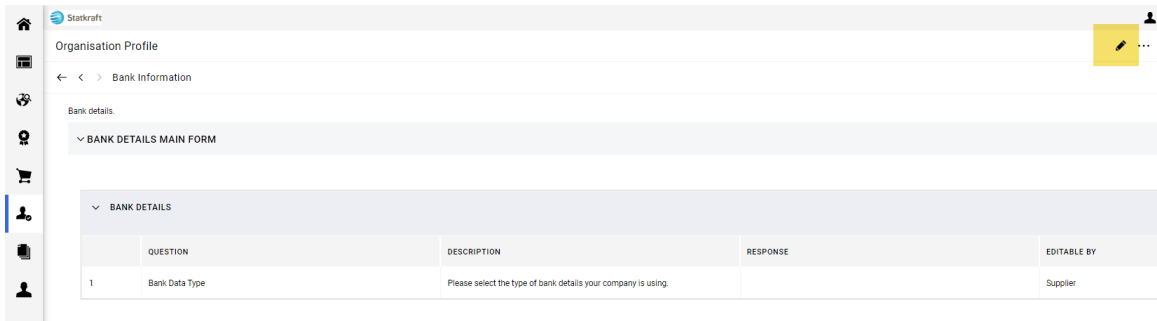 Statkraft
Organisation Profile
Bank Information
Bank details.
BANK DETAILS MAIN FORM
BANK DETAILS
QUESTION DESCRIPTION RESPONSE EDITABLE BY
1 Bank Data Type Please select the type of bank details your company is using. Supplier